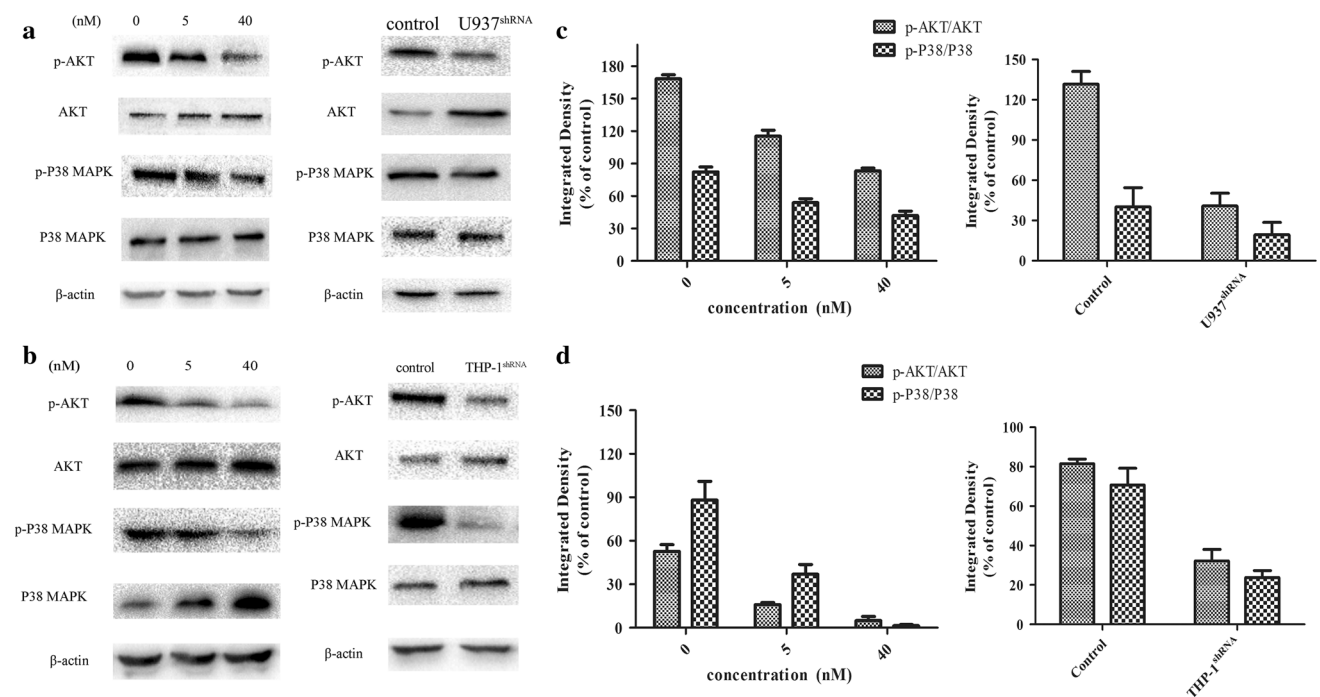 a
(nM) 0 5 40
p-AKT
AKT
p-P38 MAPK
P38 MAPK
β-actin
control U937shRNA
p-AKT
AKT
p-P38 MAPK
P38 MAPK
β-actin
c
p-AKT/AKT
p-P38/P38
Integrated Density
(% of control)
180
150
120
90
60
30
0
0 5 40
concentration (nM)
Integrated Density
(% of control)
150
120
90
60
30
0
Control
U937shRNA
b
(nM) 0 5 40
p-AKT
AKT
p-P38 MAPK
P38 MAPK
β-actin
control THP-1shRNA
p-AKT
AKT
p-P38 MAPK
P38 MAPK
β-actin
d
p-AKT/AKT
p-P38/P38
Integrated Density
(% of control)
150
120
90
60
30
0
0 5 40
concentration (nM)
Integrated Density
(% of control)
100
80
60
40
20
0
Control
THP-1shRNA